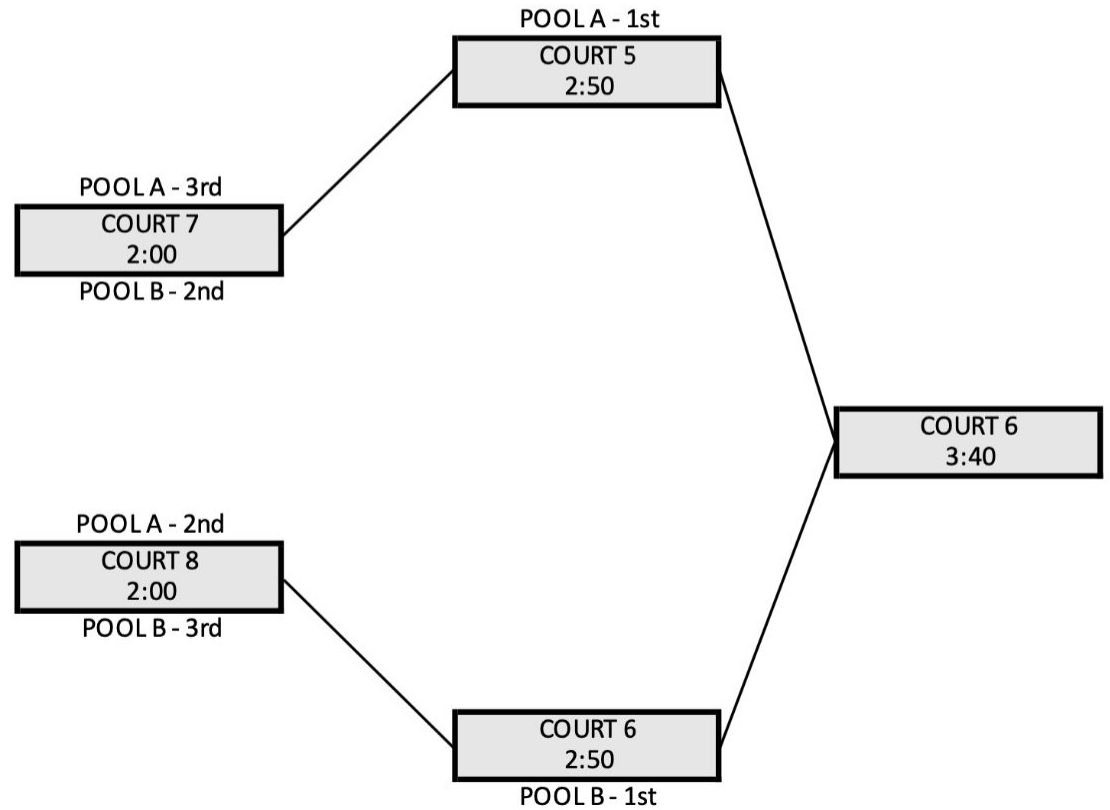 POOL A - 1st
COURT 5
2:50
POOL A - 3rd
COURT 7
2:00
POOL B - 2nd
COURT 6
3:40
POOL A - 2nd
COURT 8
2:00
POOL B - 3rd
COURT 6
2:50
POOL B - 1st